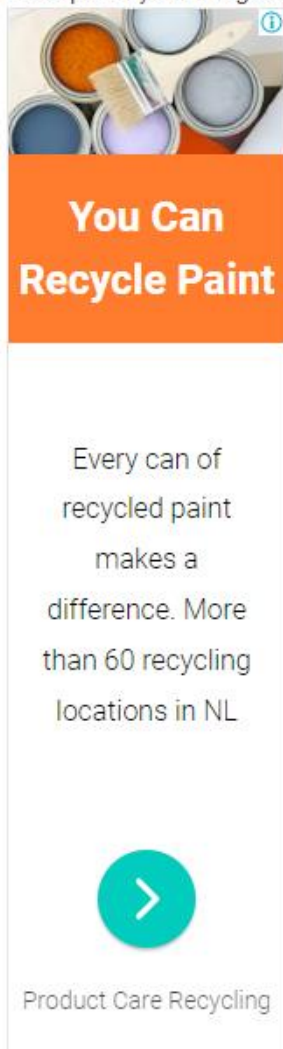 You Can
Recycle Paint
Every can of
recycled paint
makes a
difference. More
than 60 recycling
locations in NL
Product Care Recycling